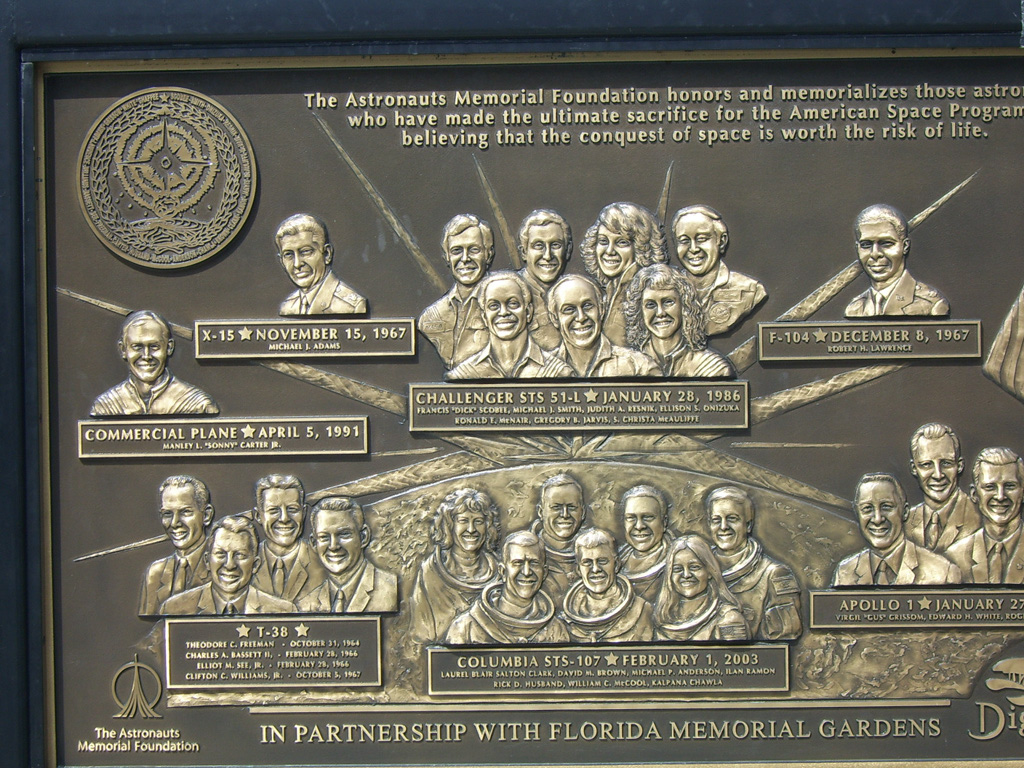 The Astronauts Memorial Foundation honors and memorializes those astro
who have made the ultimate sacrifice for the American Space Program
believing that the conquest of space is worth the risk of life.
X-15 ★ NOVEMBER 15, 1967
MICHAEL J. ADAMS
F-104 ★ DECEMBER 8, 1967
ROBERT H. LAWRENCE
CHALLENGER STS 51-L ★ JANUARY 28, 1986
FRANCIS "DICK" SCOBEE, MICHAEL J. SMITH, JUDITH A. RESNIK, ELLISON S. ONIZUKA
RONALD E. McNAIR, GREGORY B. JARVIS, S. CHRISTA McAULIFFE
COMMERCIAL PLANE ★ APRIL 5, 1991
MANLEY L. "SONNY" CARTER JR.
APOLLO 1 ★ JANUARY 27
VIRGIL "GUS" GRISSOM, EDWARD H. WHITE, ROG
★ T-38 ★
THEODORE C. FREEMAN - OCTOBER 31, 1964
CHARLES A. BASSETT II, - FEBRUARY 28, 1966
ELLIOT M. SEE, JR. - FEBRUARY 28, 1966
CLIFTON C. WILLIAMS, JR. - OCTOBER 5, 1967
COLUMBIA STS-107 ★ FEBRUARY 1, 2003
LAUREL BLAIR SALTON CLARK, DAVID M. BROWN, MICHAEL P. ANDERSON, ILAN RAMON
RICK D. HUSBAND, WILLIAM C. McCOOL, KALPANA CHAWLA
The Astronauts
Memorial Foundation
IN PARTNERSHIP WITH FLORIDA MEMORIAL GARDENS
Dig